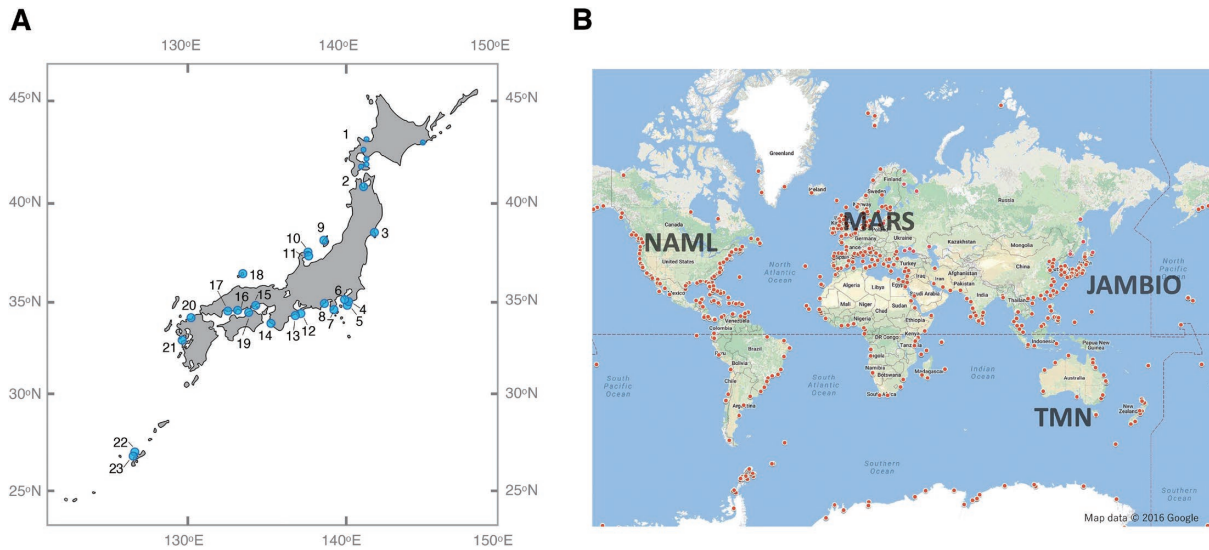 A
130°E 140°E 150°E
45°N 45°N
1
2
40°N 40°N
9
3
10
11
18
17 16 15
6
20
35°N 35°N
4
8 7 5
19 14 13 12
21
30°N 30°N
22
23
25°N 25°N
130°E 140°E 150°E
B
Greenland
Iceland
Finland
Sweden
Norway
Russia
Canada
MARS
NAML
Germany
Ukraine
Kazakhstan
Mongolia
United States
North
Atlantic
Ocean
Spain
Turkey
Afghanistan
China
North
Pacific
Ocean
JAMBIO
Mexico
Algeria
Libya
Egypt
Saudi Arabia
Iran
Pakistan
India
Thailand
Mali
Niger
Sudan
Chad
Nigeria
Ethiopia
Venezuela
Colombia
Kenya
DR Congo
Tanzania
Indonesia
Papua New
Guinea
Brazil
Peru
Bolivia
Angola
Namibia
Botswana
Madagascar
South
Pacific
Ocean
Chile
South
Atlantic
Ocean
Indian
Ocean
Australia
South Africa
Argentina
New
Zealand
TMN
Southern
Ocean
Southern
Ocean
Map data © 2016 Google